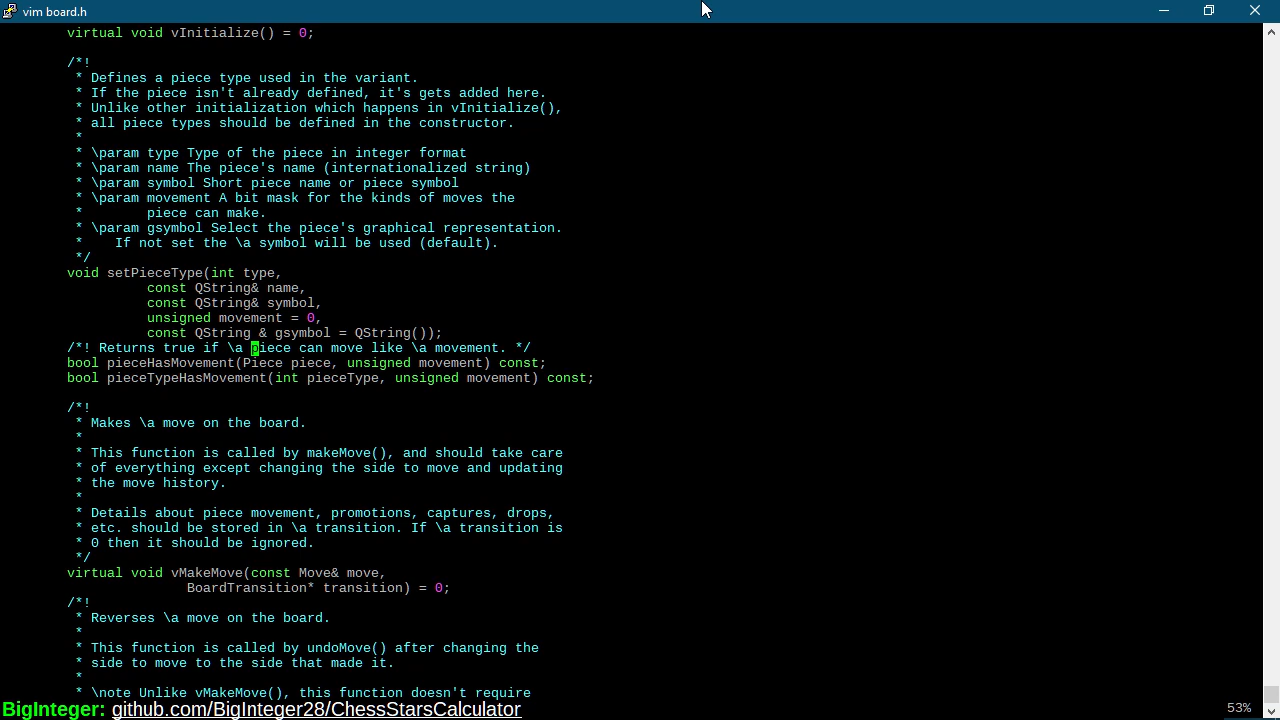 vim board.h
virtual void vInitialize() = 0;
/*!
* Defines a piece type used in the variant.
* If the piece isn't already defined, it's gets added here.
* Unlike other initialization which happens in vInitialize(),
* all piece types should be defined in the constructor.
*
* \param type Type of the piece in integer format
* \param name The piece's name (internationalized string)
* \param symbol Short piece name or piece symbol
* \param movement A bit mask for the kinds of moves the
*        piece can make.
* \param gsymbol Select the piece's graphical representation.
*    If not set the \a symbol will be used (default).
*/
void setPieceType(int type,
const QString& name,
const QString& symbol,
unsigned movement = 0,
const QString & gsymbol = QString());
/*! Returns true if \a piece can move like \a movement. */
bool pieceHasMovement(Piece piece, unsigned movement) const;
bool pieceTypeHasMovement(int pieceType, unsigned movement) const;
/*!
* Makes \a move on the board.
*
* This function is called by makeMove(), and should take care
* of everything except changing the side to move and updating
* the move history.
*
* Details about piece movement, promotions, captures, drops,
* etc. should be stored in \a transition. If \a transition is
* 0 then it should be ignored.
*/
virtual void vMakeMove(const Move& move,
BoardTransition* transition) = 0;
/*!
* Reverses \a move on the board.
*
* This function is called by undoMove() after changing the
* side to move to the side that made it.
*
* \note Unlike vMakeMove(), this function doesn't require
BigInteger: github.com/BigInteger28/ChessStarsCalculator
53%